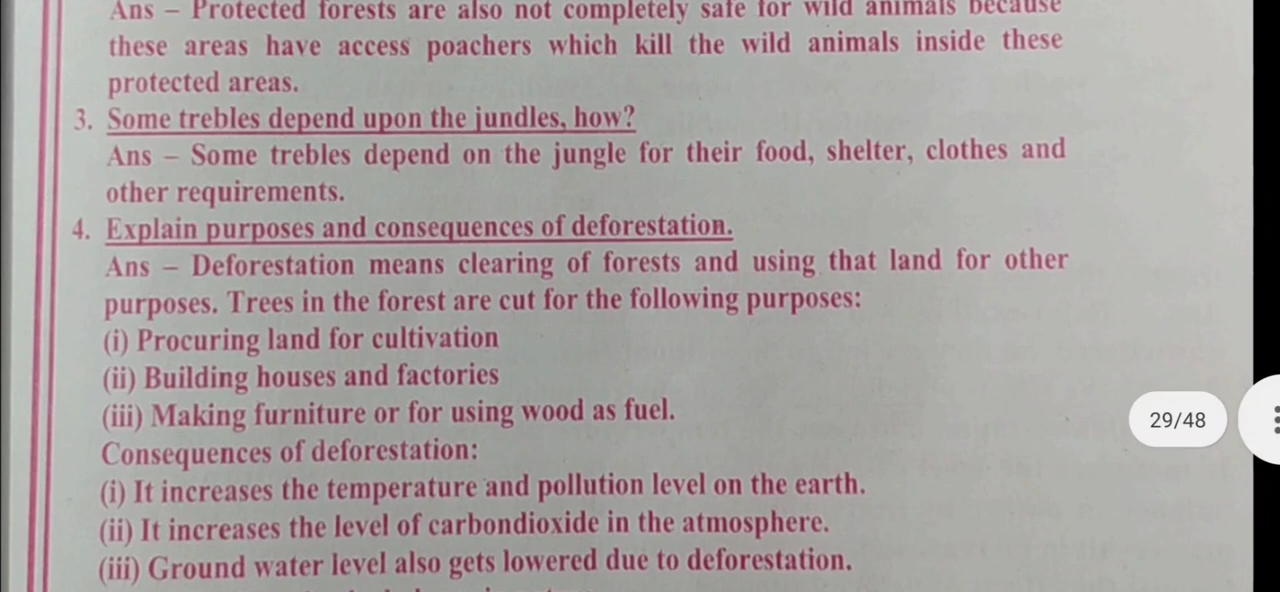 Ans – Protected forests are also not completely safe for wild animals because
these areas have access poachers which kill the wild animals inside these
protected areas.
3. Some trebles depend upon the jundles, how?
Ans – Some trebles depend on the jungle for their food, shelter, clothes and
other requirements.
4. Explain purposes and consequences of deforestation.
Ans – Deforestation means clearing of forests and using that land for other
purposes. Trees in the forest are cut for the following purposes:
(i) Procuring land for cultivation
(ii) Building houses and factories
(iii) Making furniture or for using wood as fuel.
29/48
Consequences of deforestation:
(i) It increases the temperature and pollution level on the earth.
(ii) It increases the level of carbondioxide in the atmosphere.
(iii) Ground water level also gets lowered due to deforestation.